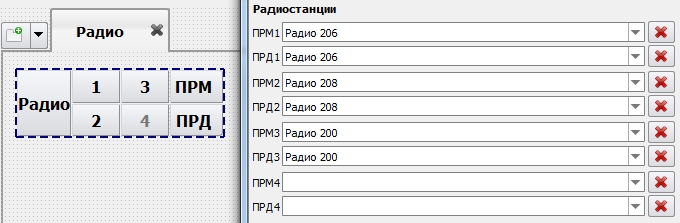 Радио
Радио
1
3
ПРМ
2
4
ПРД
Радиостанции
ПРМ1 Радио 206
ПРД1 Радио 206
ПРМ2 Радио 208
ПРД2 Радио 208
ПРМ3 Радио 200
ПРД3 Радио 200
ПРМ4
ПРД4